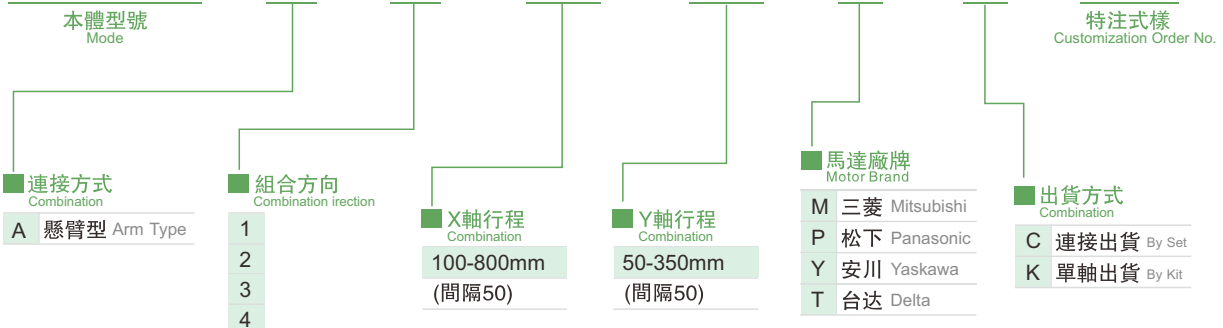 本體型號
Mode
特注式樣
Customization Order No.
連接方式
Combination
A 懸臂型 Arm Type
組合方向
Combination irection
1
2
3
4
X軸行程
Combination
100-800mm
(間隔50)
Y軸行程
Combination
50-350mm
(間隔50)
馬達廠牌
Motor Brand
M 三菱 Mitsubishi
P 松下 Panasonic
Y 安川 Yaskawa
T 台达 Delta
出貨方式
Combination
C 連接出貨 By Set
K 單軸出貨 By Kit